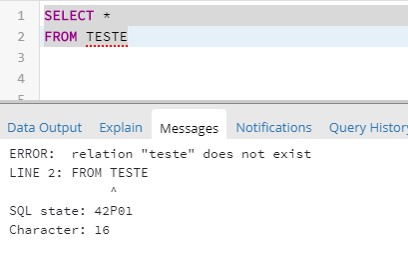 1 SELECT *
2 FROM TESTE
3
4
5
Data Output Explain Messages Notifications Query History
ERROR:  relation "teste" does not exist
LINE 2: FROM TESTE
^
SQL state: 42P01
Character: 16